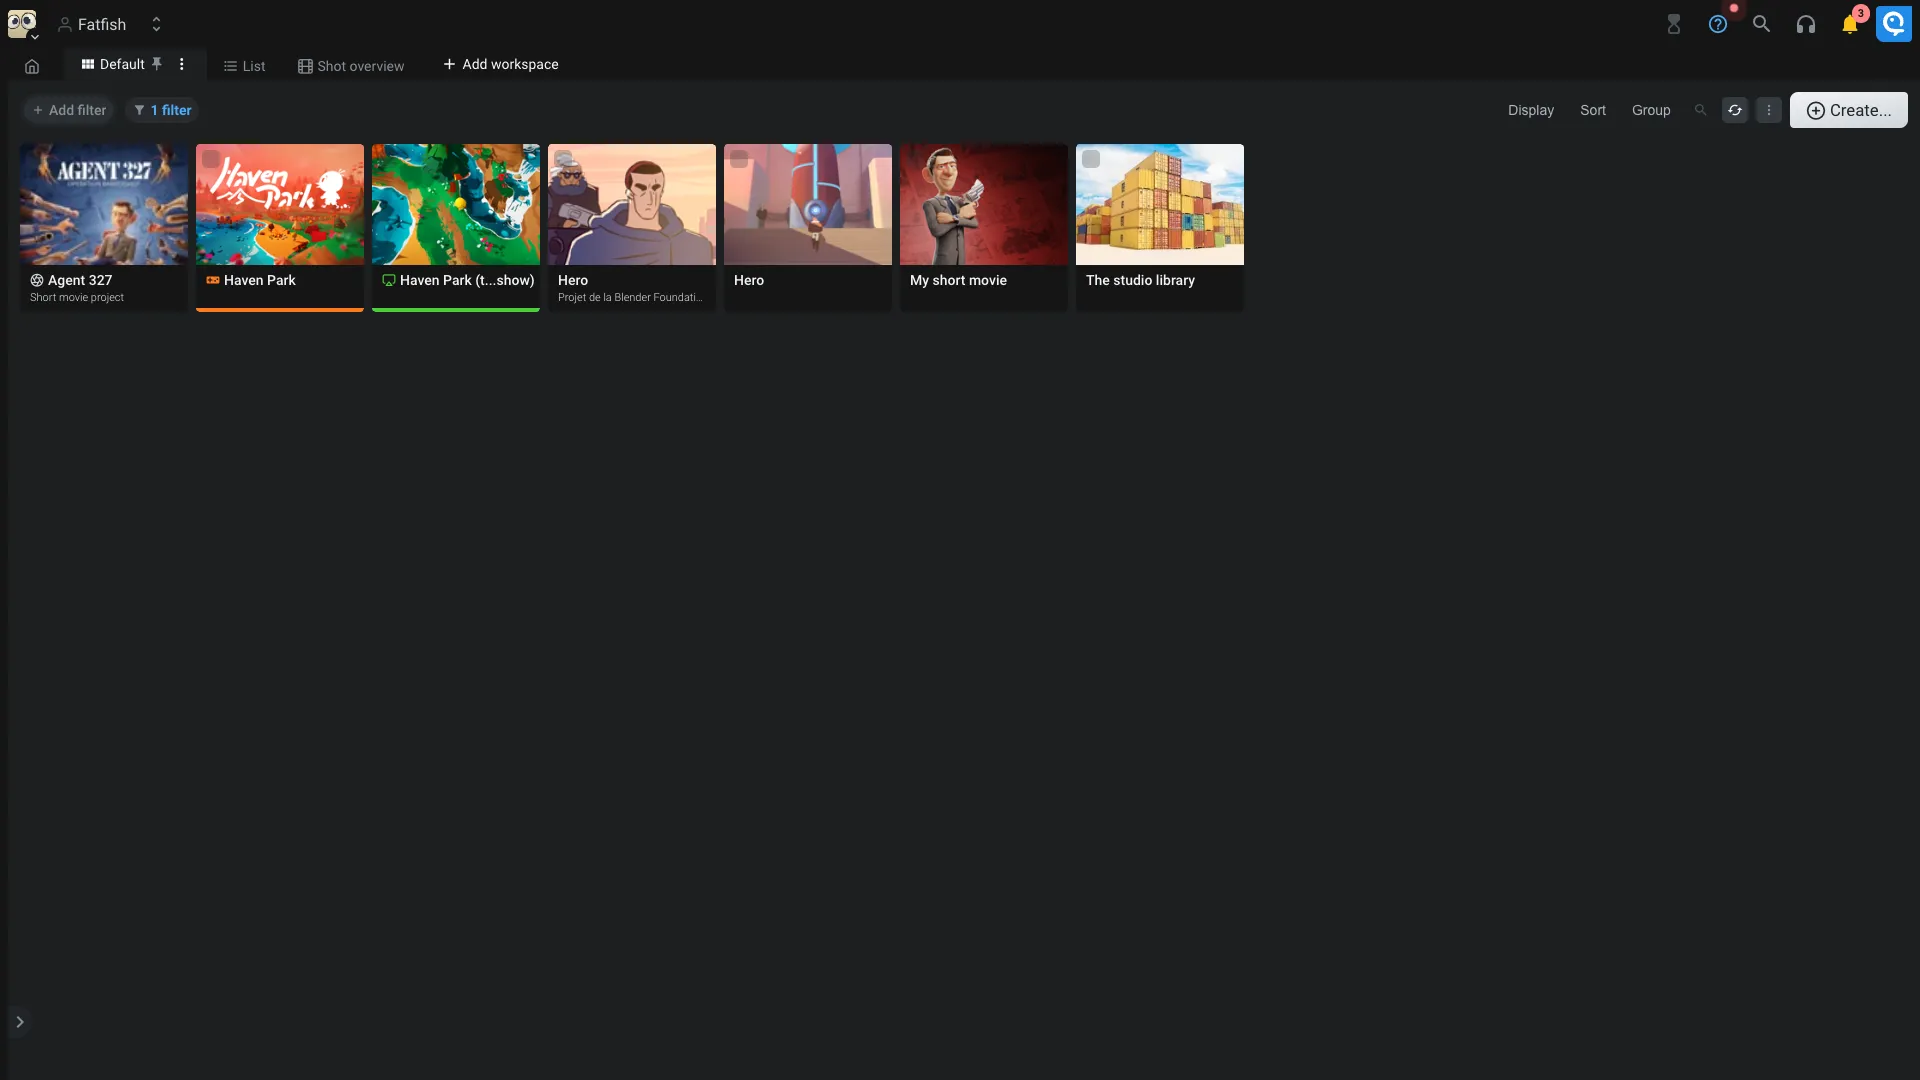 Fatfish
3
Default
List
Shot overview
Add workspace
Add filter
1 filter
Display
Sort
Group
Create...
AGENT 327
Haven Park
Agent 327
Short movie project
Haven Park
Haven Park (t...show)
Hero
Projet de la Blender Foundati...
Hero
My short movie
The studio library